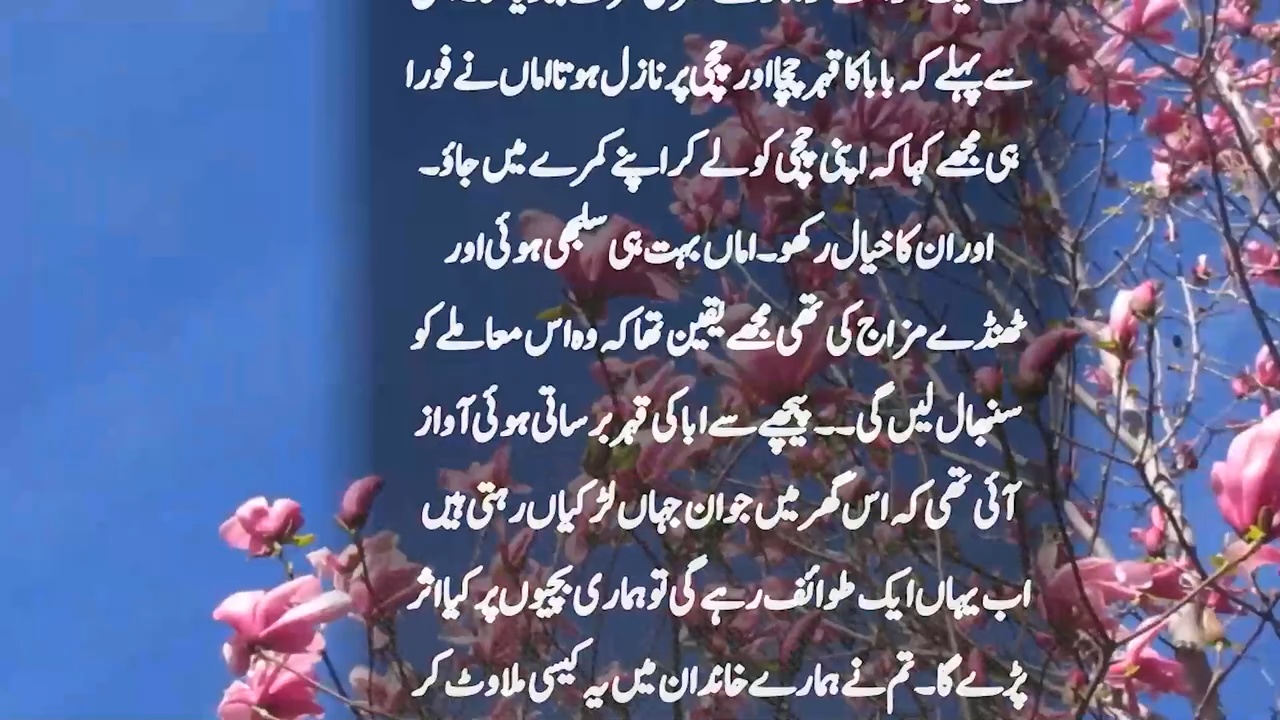 سے پہلے کہ بابا کا قہر چچا اور چچی پر نازل ہوتا اماں نے فورا
ہی مجھے کہا کہ اپنی چچی کو لے کر اپنے کمرے میں جاؤ۔
اور ان کا خیال رکھو۔ اماں بہت ہی سلجھی ہوئی اور
ٹھنڈے مزاج کی تھی مجھے یقین تھا کہ وہ اس معاملے کو
سنبھال لیں گی۔۔ پیچھے سے ابا کی قہر برساتی ہوئی آواز
آئی تھی کہ اس گھر میں جوان جہاں لڑکیاں رہتی ہیں
اب یہاں ایک طوائف رہے گی تو ہماری بچیوں پر کیا اثر
پڑے گا۔ تم نے ہمارے خاندان میں یہ کیسی ملاوٹ کر